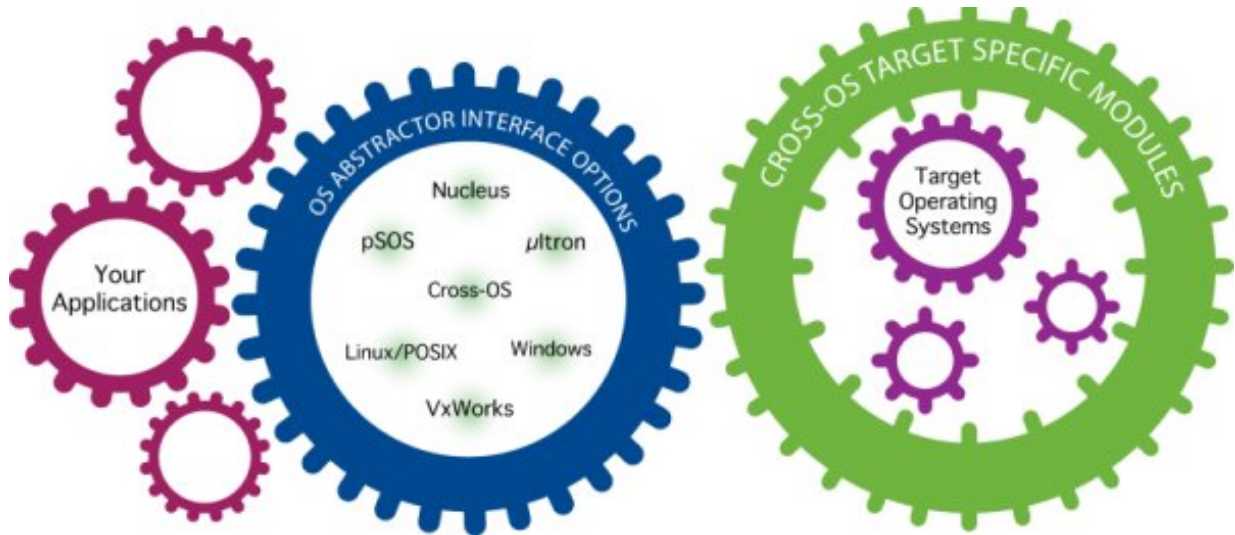 Your
Applications
OS ABSTRACTOR INTERFACE OPTIONS
Nucleus
pSOS
µItron
Cross-OS
Linux/POSIX
Windows
VxWorks
CROSS-OS TARGET SPECIFIC MODULES
Target
Operating
Systems